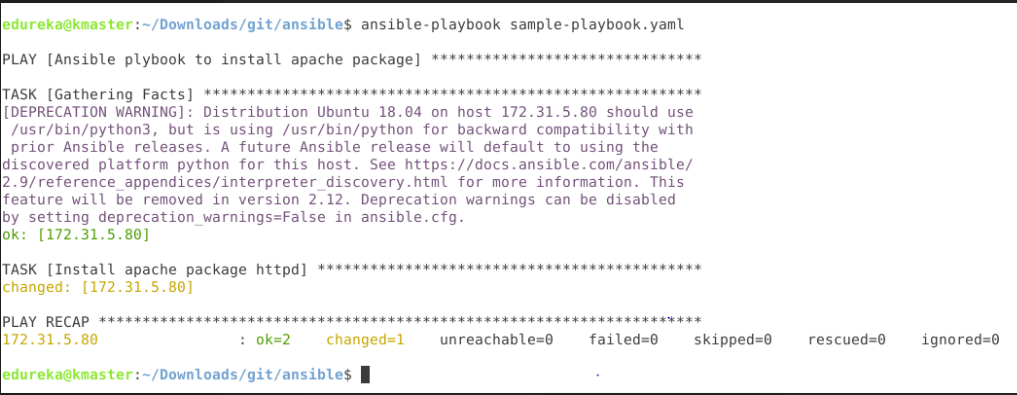 edureka@kmaster:~/Downloads/git/ansible$ ansible-playbook sample-playbook.yaml
PLAY [Ansible plybook to install apache package] *******************************
TASK [Gathering Facts] *********************************************************
[DEPRECATION WARNING]: Distribution Ubuntu 18.04 on host 172.31.5.80 should use
 /usr/bin/python3, but is using /usr/bin/python for backward compatibility with
 prior Ansible releases. A future Ansible release will default to using the
discovered platform python for this host. See https://docs.ansible.com/ansible/
2.9/reference_appendices/interpreter_discovery.html for more information. This
feature will be removed in version 2.12. Deprecation warnings can be disabled
by setting deprecation_warnings=False in ansible.cfg.
ok: [172.31.5.80]
TASK [Install apache package httpd] ********************************************
changed: [172.31.5.80]
PLAY RECAP *********************************************************************
172.31.5.80                : ok=2    changed=1    unreachable=0    failed=0    skipped=0    rescued=0    ignored=0
edureka@kmaster:~/Downloads/git/ansible$